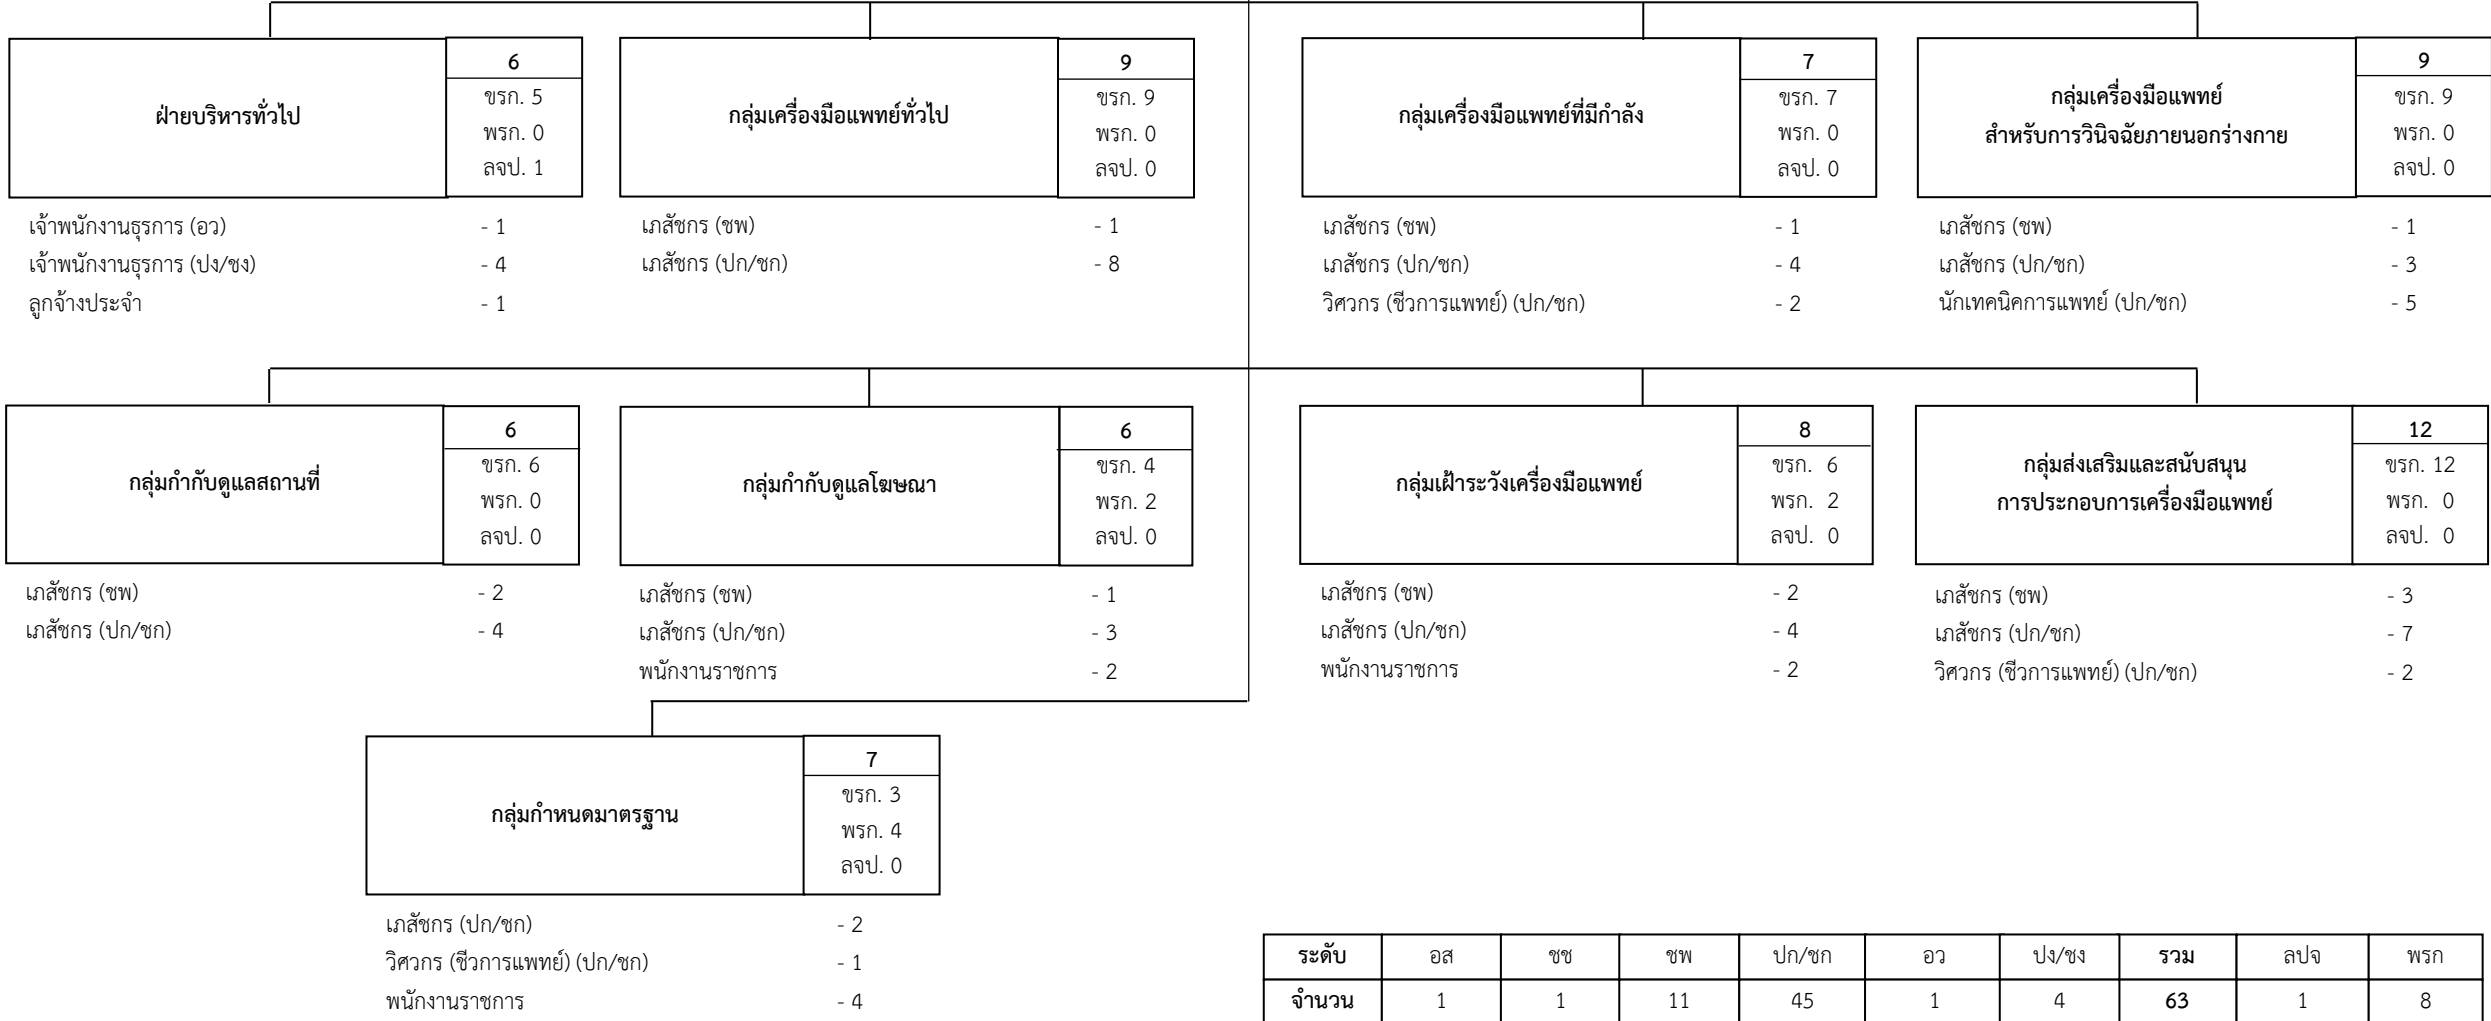 ฝ่ายบริหารทั่วไป
6
ขรก. 5
พรก. 0
ลจป. 1
เจ้าพนักงานธุรการ (อว) - 1
เจ้าพนักงานธุรการ (ปง/ชง) - 4
ลูกจ้างประจำ - 1
กลุ่มเครื่องมือแพทย์ทั่วไป
9
ขรก. 9
พรก. 0
ลจป. 0
เภสัชกร (ชพ) - 1
เภสัชกร (ปก/ชก) - 8
กลุ่มเครื่องมือแพทย์ที่มีกำลัง
7
ขรก. 7
พรก. 0
ลจป. 0
เภสัชกร (ชพ) - 1
เภสัชกร (ปก/ชก) - 4
วิศวกร (ชีวการแพทย์) (ปก/ชก) - 2
กลุ่มเครื่องมือแพทย์
สำหรับการวินิจฉัยภายนอกร่างกาย
9
ขรก. 9
พรก. 0
ลจป. 0
เภสัชกร (ชพ) - 1
เภสัชกร (ปก/ชก) - 3
นักเทคนิคการแพทย์ (ปก/ชก) - 5
กลุ่มกำกับดูแลสถานที่
6
ขรก. 6
พรก. 0
ลจป. 0
เภสัชกร (ชพ) - 2
เภสัชกร (ปก/ชก) - 4
กลุ่มกำกับดูแลโฆษณา
6
ขรก. 4
พรก. 2
ลจป. 0
เภสัชกร (ชพ) - 1
เภสัชกร (ปก/ชก) - 3
พนักงานราชการ - 2
กลุ่มเฝ้าระวังเครื่องมือแพทย์
8
ขรก. 6
พรก. 2
ลจป. 0
เภสัชกร (ชพ) - 2
เภสัชกร (ปก/ชก) - 4
พนักงานราชการ - 2
กลุ่มส่งเสริมและสนับสนุน
การประกอบการเครื่องมือแพทย์
12
ขรก. 12
พรก. 0
ลจป. 0
เภสัชกร (ชพ) - 3
เภสัชกร (ปก/ชก) - 7
วิศวกร (ชีวการแพทย์) (ปก/ชก) - 2
กลุ่มกำหนดมาตรฐาน
7
ขรก. 3
พรก. 4
ลจป. 0
เภสัชกร (ปก/ชก) - 2
วิศวกร (ชีวการแพทย์) (ปก/ชก) - 1
พนักงานราชการ - 4
ระดับ อส ชช ชพ ปก/ชก อว ปง/ชง รวม ลปจ พรก
จำนวน 1 1 11 45 1 4 63 1 8